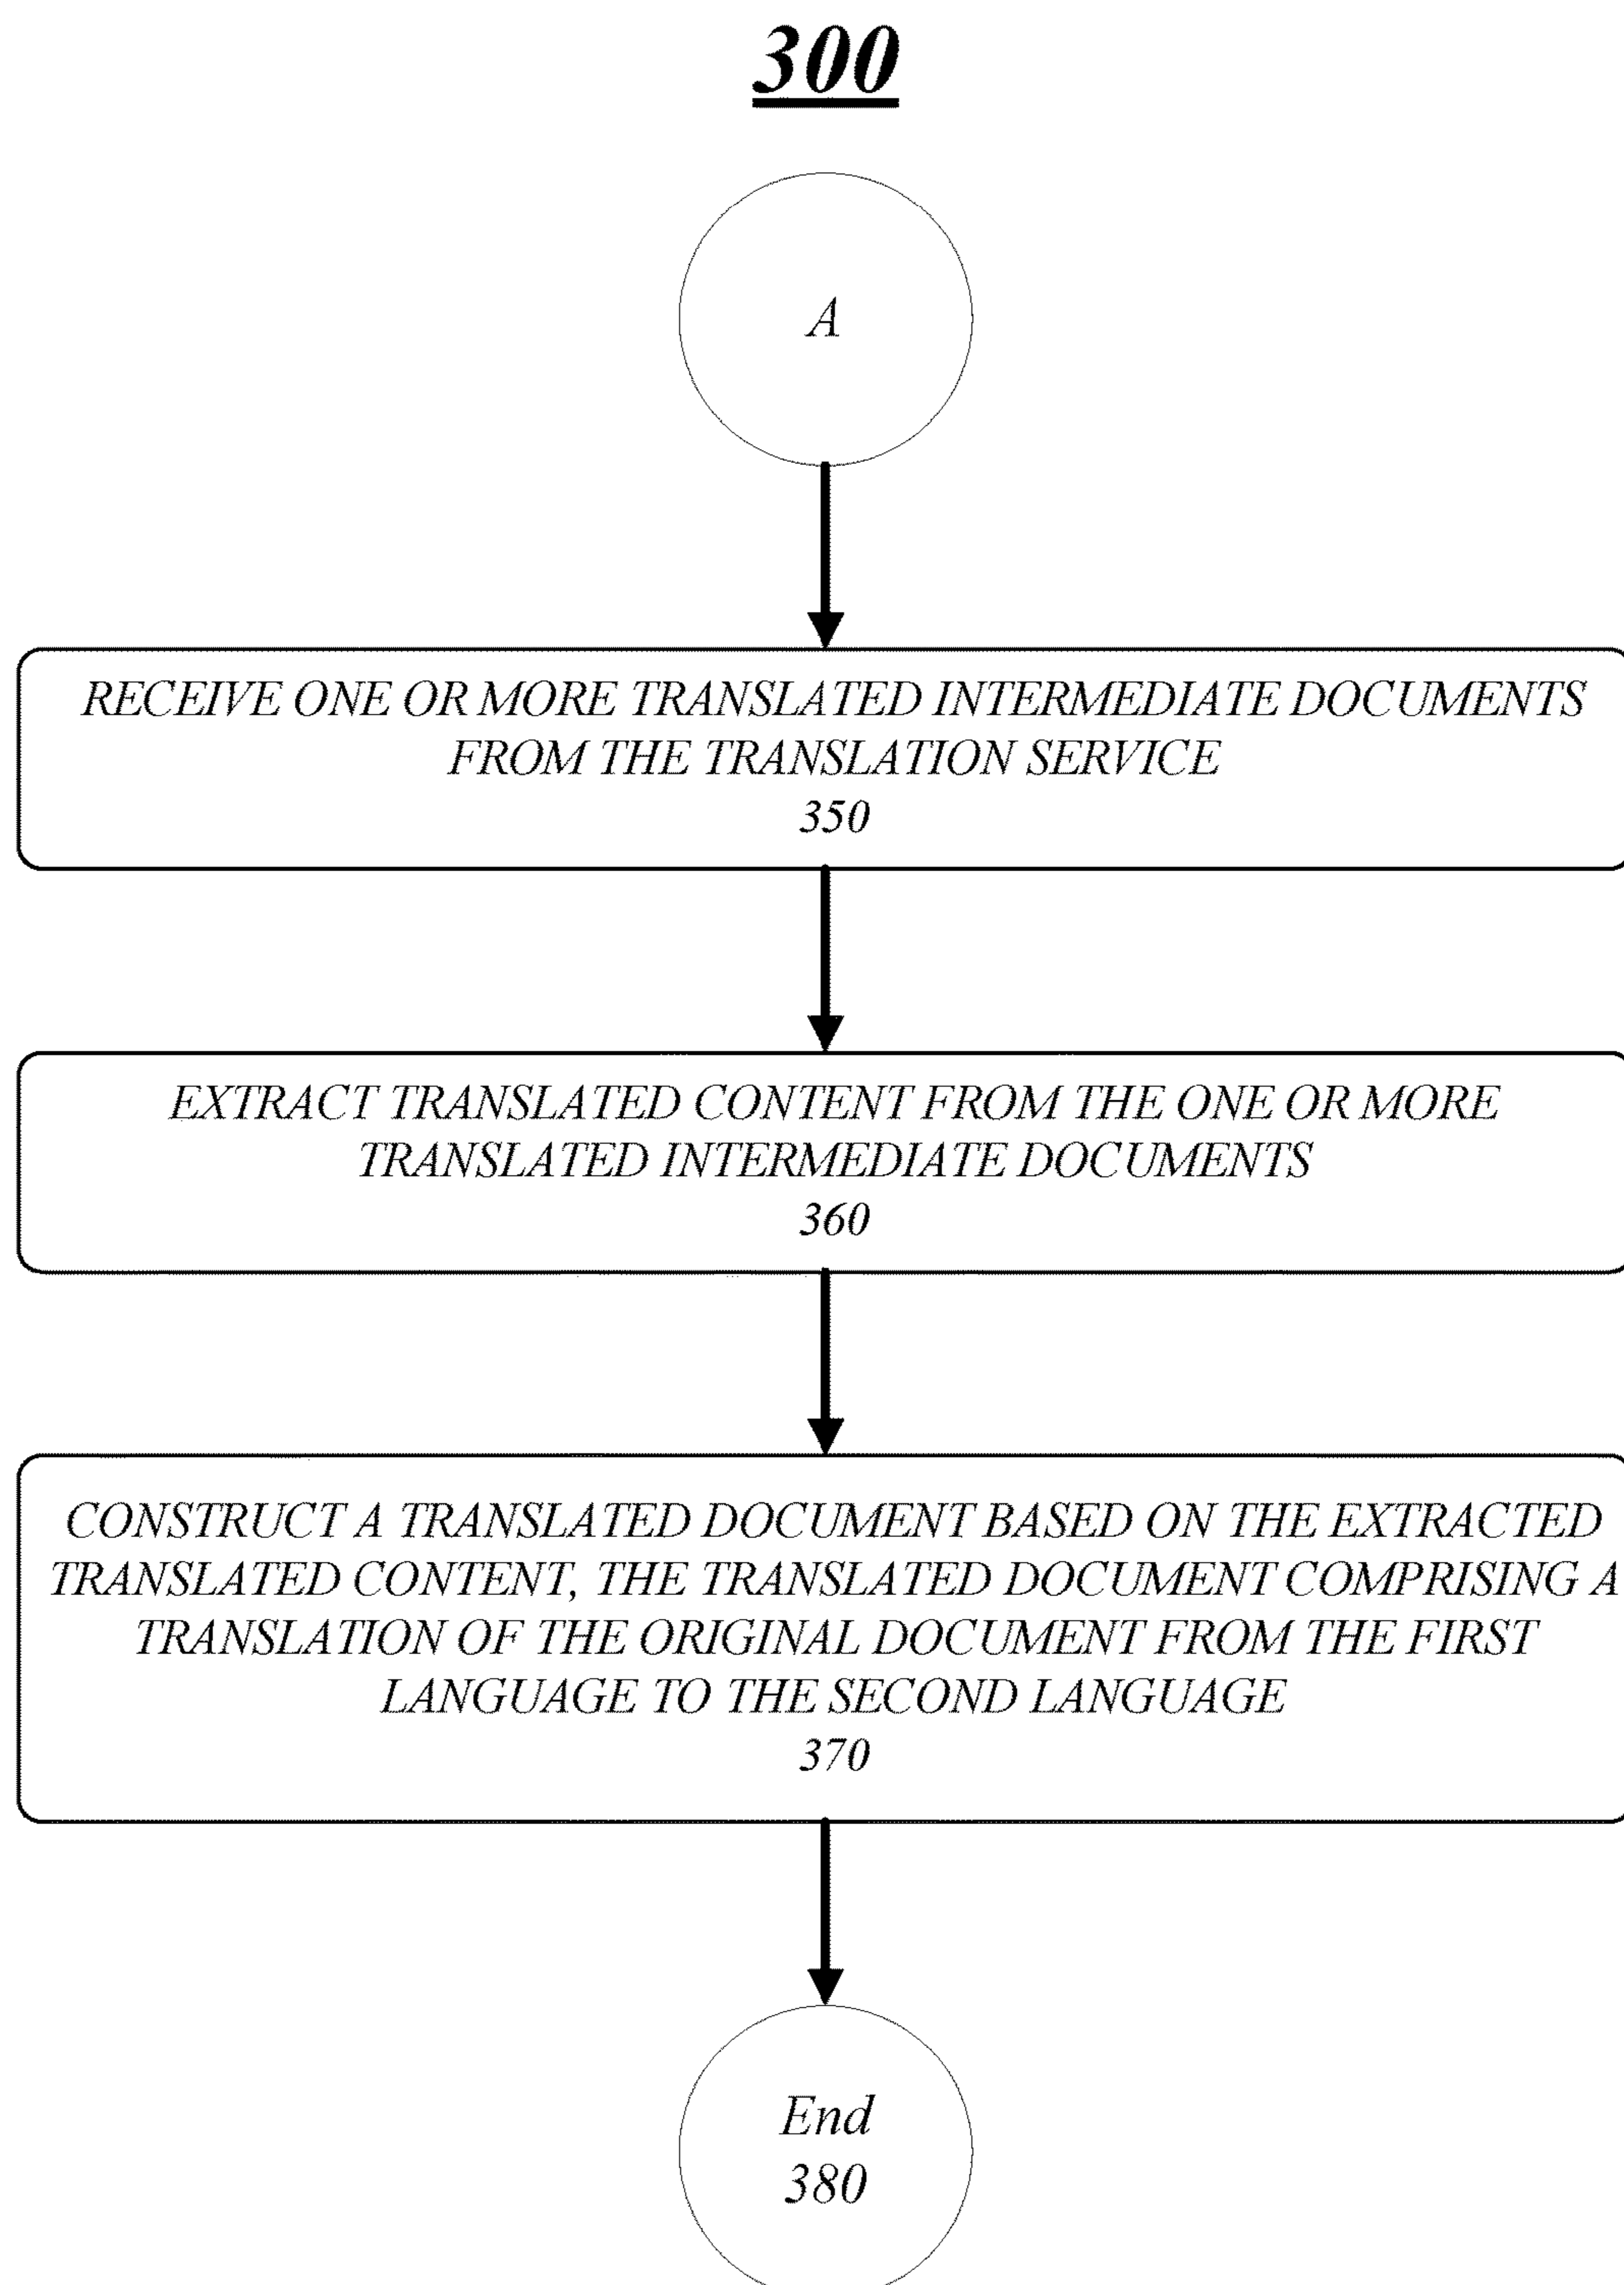 300
A
RECEIVE ONE OR MORE TRANSLATED INTERMEDIATE DOCUMENTS
FROM THE TRANSLATION SERVICE
350
EXTRACT TRANSLATED CONTENT FROM THE ONE OR MORE
TRANSLATED INTERMEDIATE DOCUMENTS
360
CONSTRUCT A TRANSLATED DOCUMENT BASED ON THE EXTRACTED
TRANSLATED CONTENT, THE TRANSLATED DOCUMENT COMPRISING A
TRANSLATION OF THE ORIGINAL DOCUMENT FROM THE FIRST
LANGUAGE TO THE SECOND LANGUAGE
370
End
380